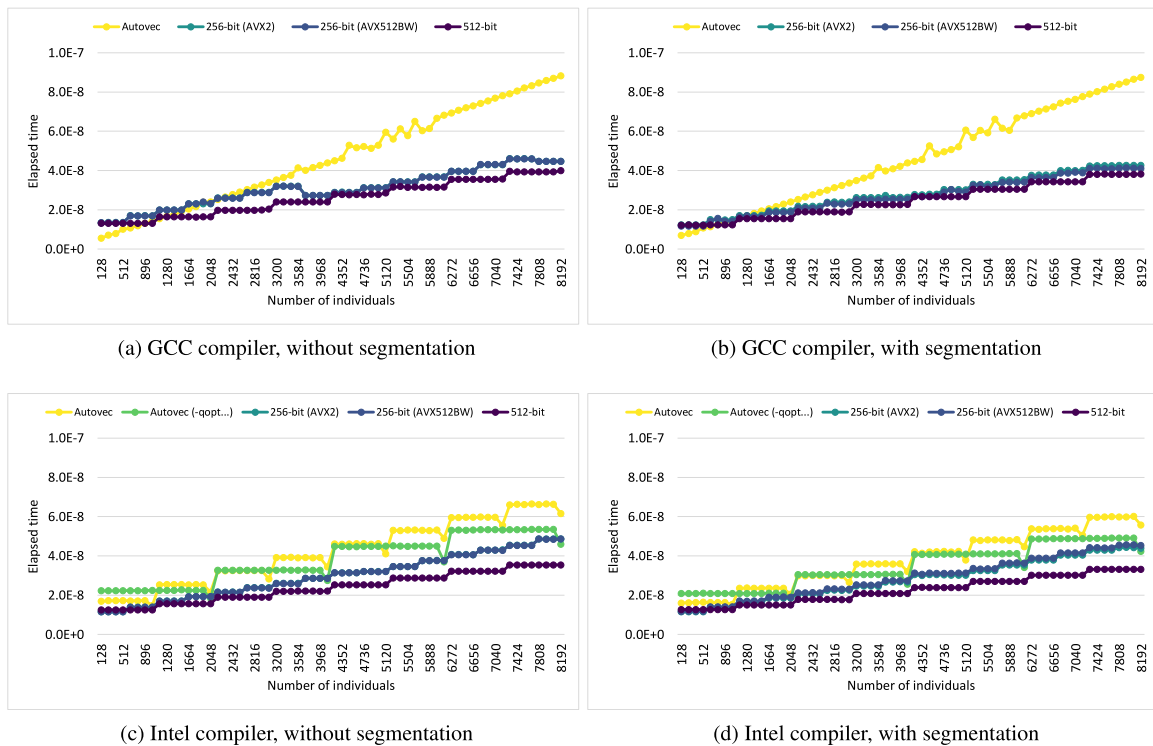 Autovec 256-bit (AVX2) 256-bit (AVX512BW) 512-bit
1.0E-7
8.0E-8
6.0E-8
4.0E-8
2.0E-8
0.0E+0
Elapsed time
128 512 896 1280 1664 2048 2432 2816 3200 3584 3968 4352 4736 5120 5504 5888 6272 6656 7040 7424 7808 8192
Number of individuals
(a) GCC compiler, without segmentation
Autovec 256-bit (AVX2) 256-bit (AVX512BW) 512-bit
1.0E-7
8.0E-8
6.0E-8
4.0E-8
2.0E-8
0.0E+0
Elapsed time
128 512 896 1280 1664 2048 2432 2816 3200 3584 3968 4352 4736 5120 5504 5888 6272 6656 7040 7424 7808 8192
Number of individuals
(b) GCC compiler, with segmentation
Autovec Autovec (-qopt...) 256-bit (AVX2) 256-bit (AVX512BW) 512-bit
1.0E-7
8.0E-8
6.0E-8
4.0E-8
2.0E-8
0.0E+0
Elapsed time
128 512 896 1280 1664 2048 2432 2816 3200 3584 3968 4352 4736 5120 5504 5888 6272 6656 7040 7424 7808 8192
Number of individuals
(c) Intel compiler, without segmentation
Autovec Autovec (-qopt...) 256-bit (AVX2) 256-bit (AVX512BW) 512-bit
1.0E-7
8.0E-8
6.0E-8
4.0E-8
2.0E-8
0.0E+0
Elapsed time
128 512 896 1280 1664 2048 2432 2816 3200 3584 3968 4352 4736 5120 5504 5888 6272 6656 7040 7424 7808 8192
Number of individuals
(d) Intel compiler, with segmentation